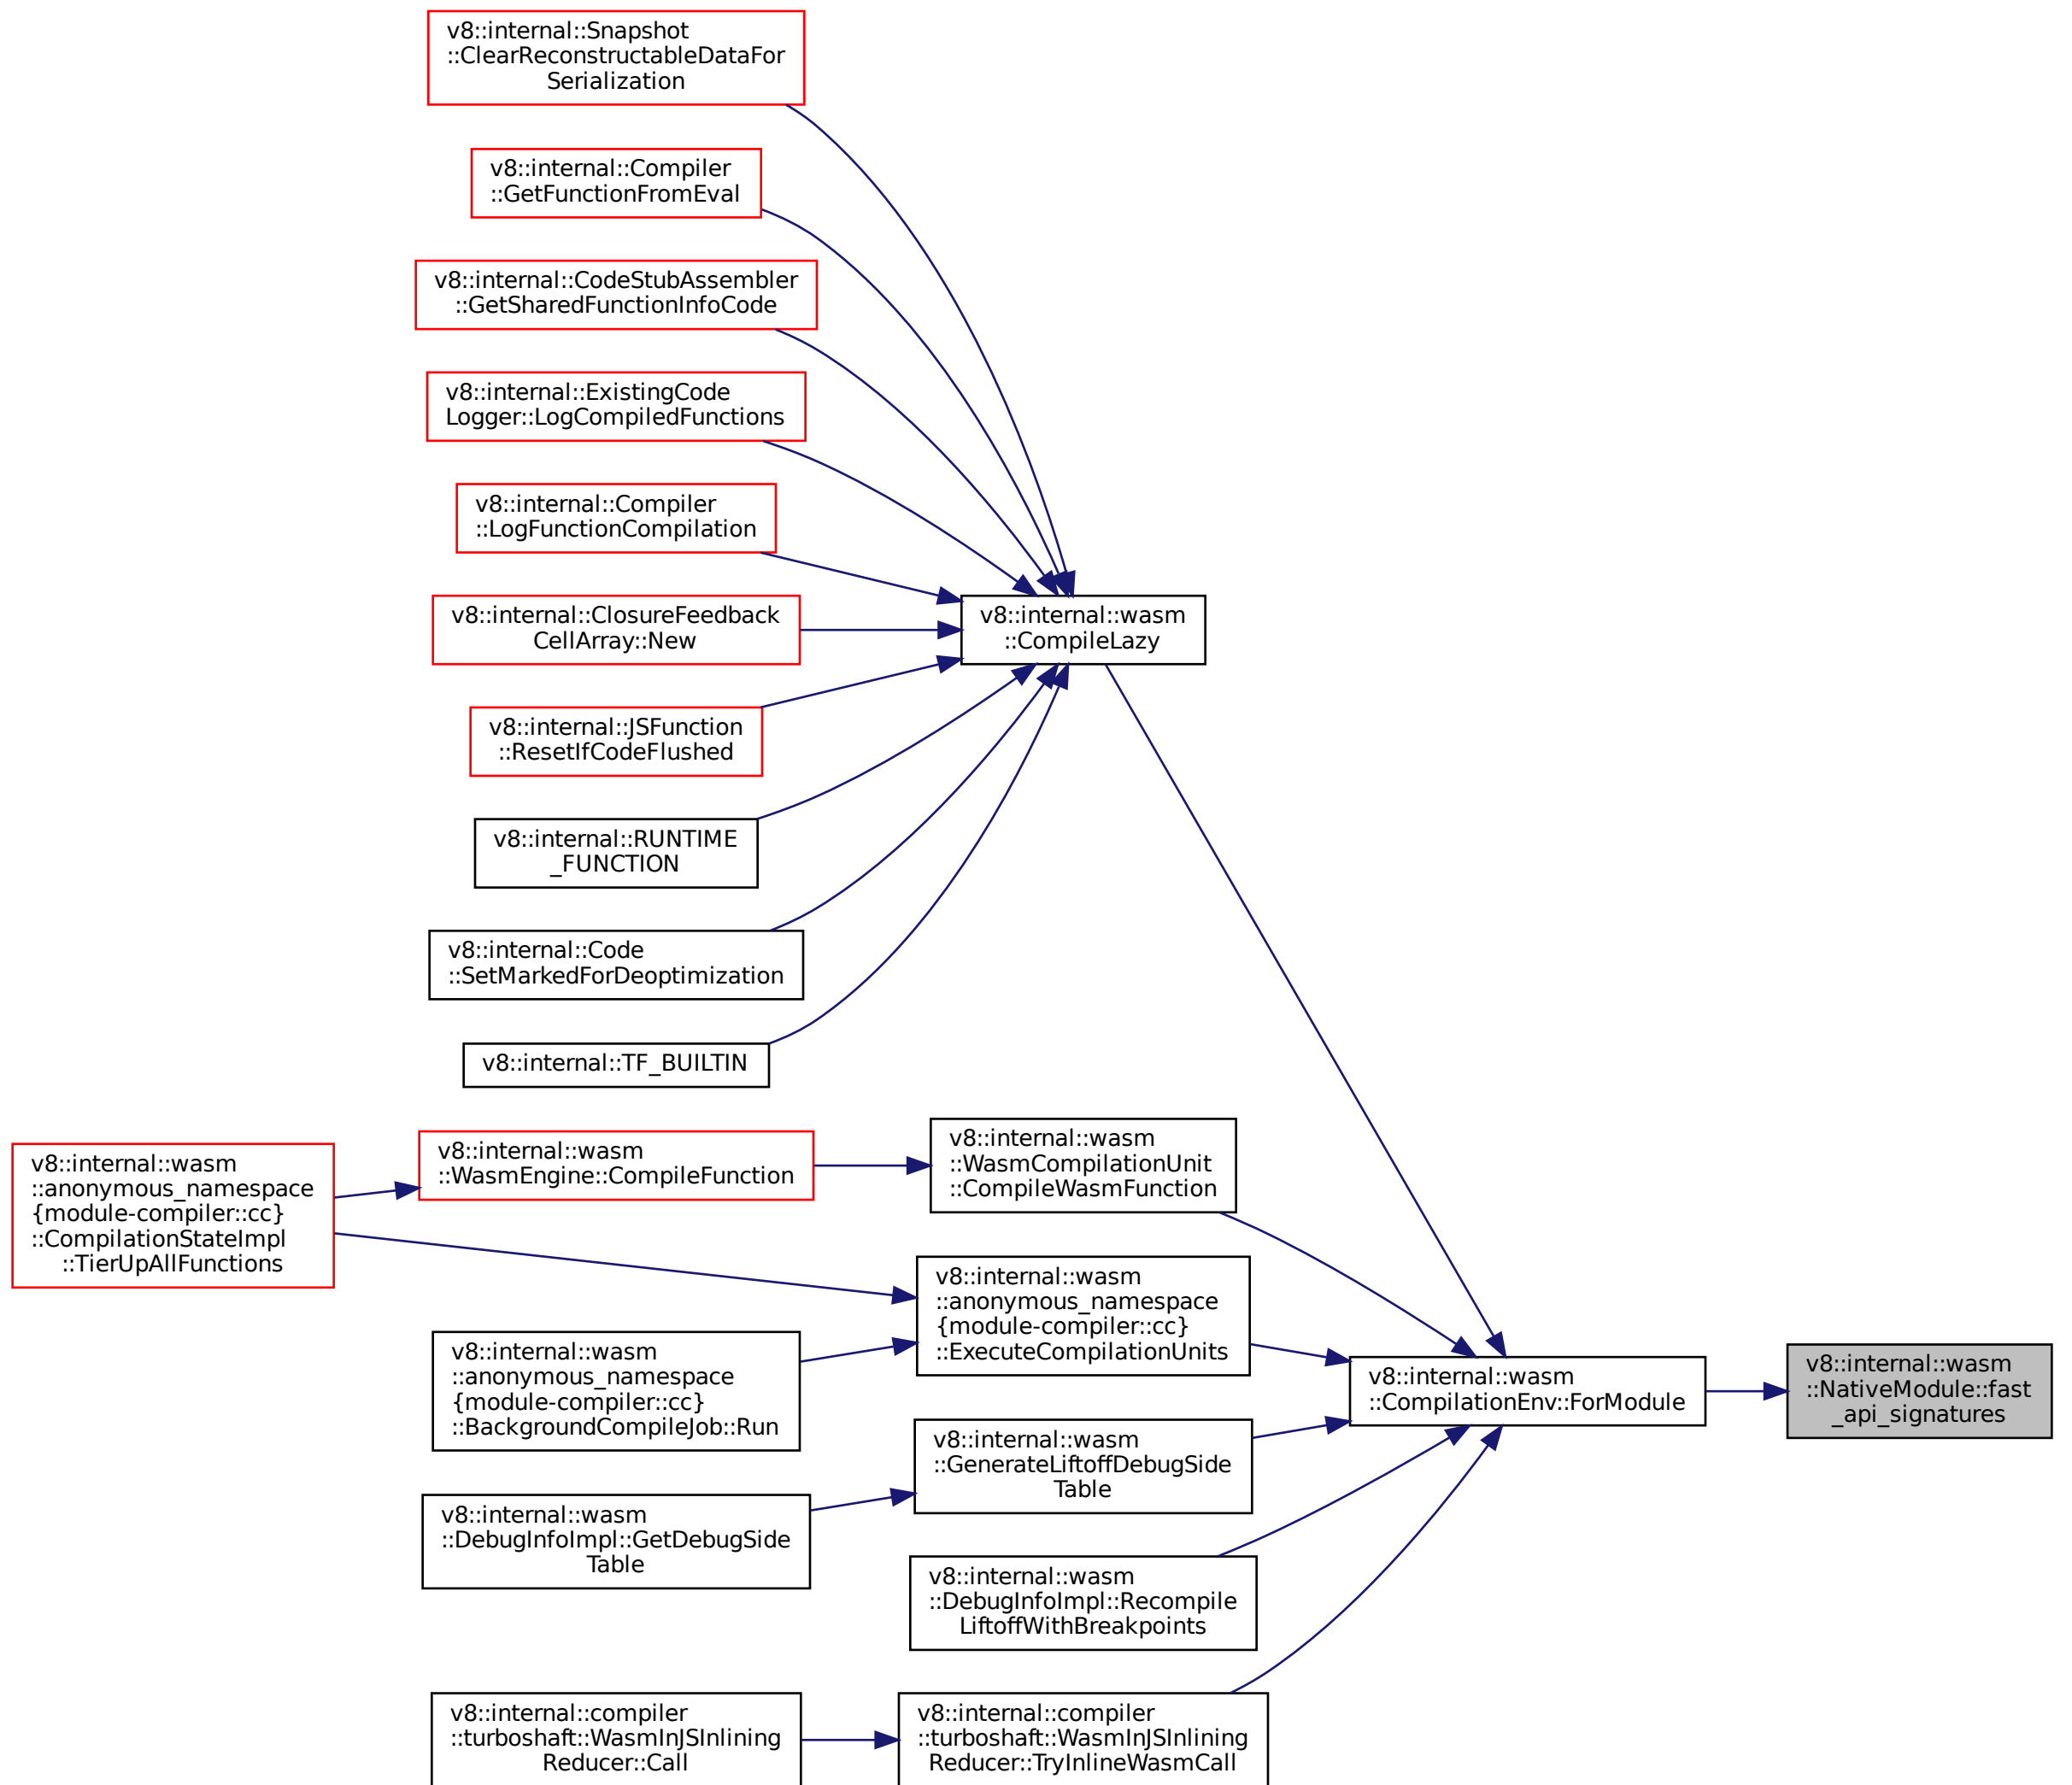 v8::internal::Snapshot
::ClearReconstructableDataFor
Serialization
v8::internal::Compiler
::GetFunctionFromEval
v8::internal::CodeStubAssembler
::GetSharedFunctionInfoCode
v8::internal::ExistingCode
Logger::LogCompiledFunctions
v8::internal::Compiler
::LogFunctionCompilation
v8::internal::ClosureFeedback
CellArray::New
v8::internal::wasm
::CompileLazy
v8::internal::JSFunction
::ResetIfCodeFlushed
v8::internal::RUNTIME
_FUNCTION
v8::internal::Code
::SetMarkedForDeoptimization
v8::internal::TF_BUILTIN
v8::internal::wasm
::anonymous_namespace
{module-compiler::cc}
::CompilationStateImpl
::TierUpAllFunctions
v8::internal::wasm
::WasmEngine::CompileFunction
v8::internal::wasm
::WasmCompilationUnit
::CompileWasmFunction
v8::internal::wasm
::anonymous_namespace
{module-compiler::cc}
::ExecuteCompilationUnits
v8::internal::wasm
::anonymous_namespace
{module-compiler::cc}
::BackgroundCompileJob::Run
v8::internal::wasm
::CompilationEnv::ForModule
v8::internal::wasm
::NativeModule::fast
_api_signatures
v8::internal::wasm
::GenerateLiftoffDebugSide
Table
v8::internal::wasm
::DebugInfoImpl::GetDebugSide
Table
v8::internal::wasm
::DebugInfoImpl::Recompile
LiftoffWithBreakpoints
v8::internal::compiler
::turboshaft::WasmInJSInlining
Reducer::Call
v8::internal::compiler
::turboshaft::WasmInJSInlining
Reducer::TryInlineWasmCall